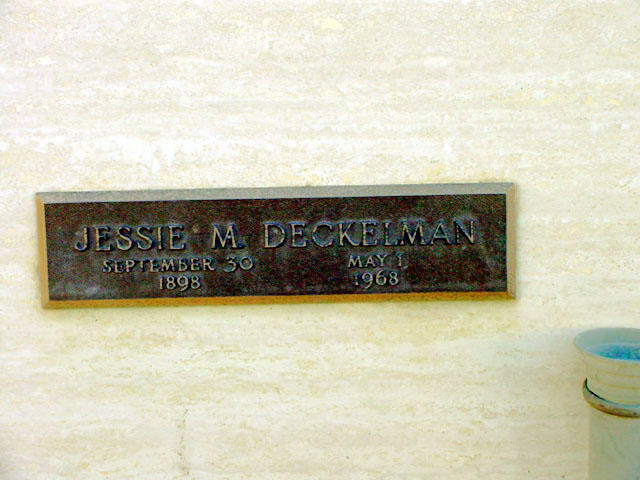 JESSIE M. DECKELMAN
SEPTEMBER 30 MAY 1
1898 1968